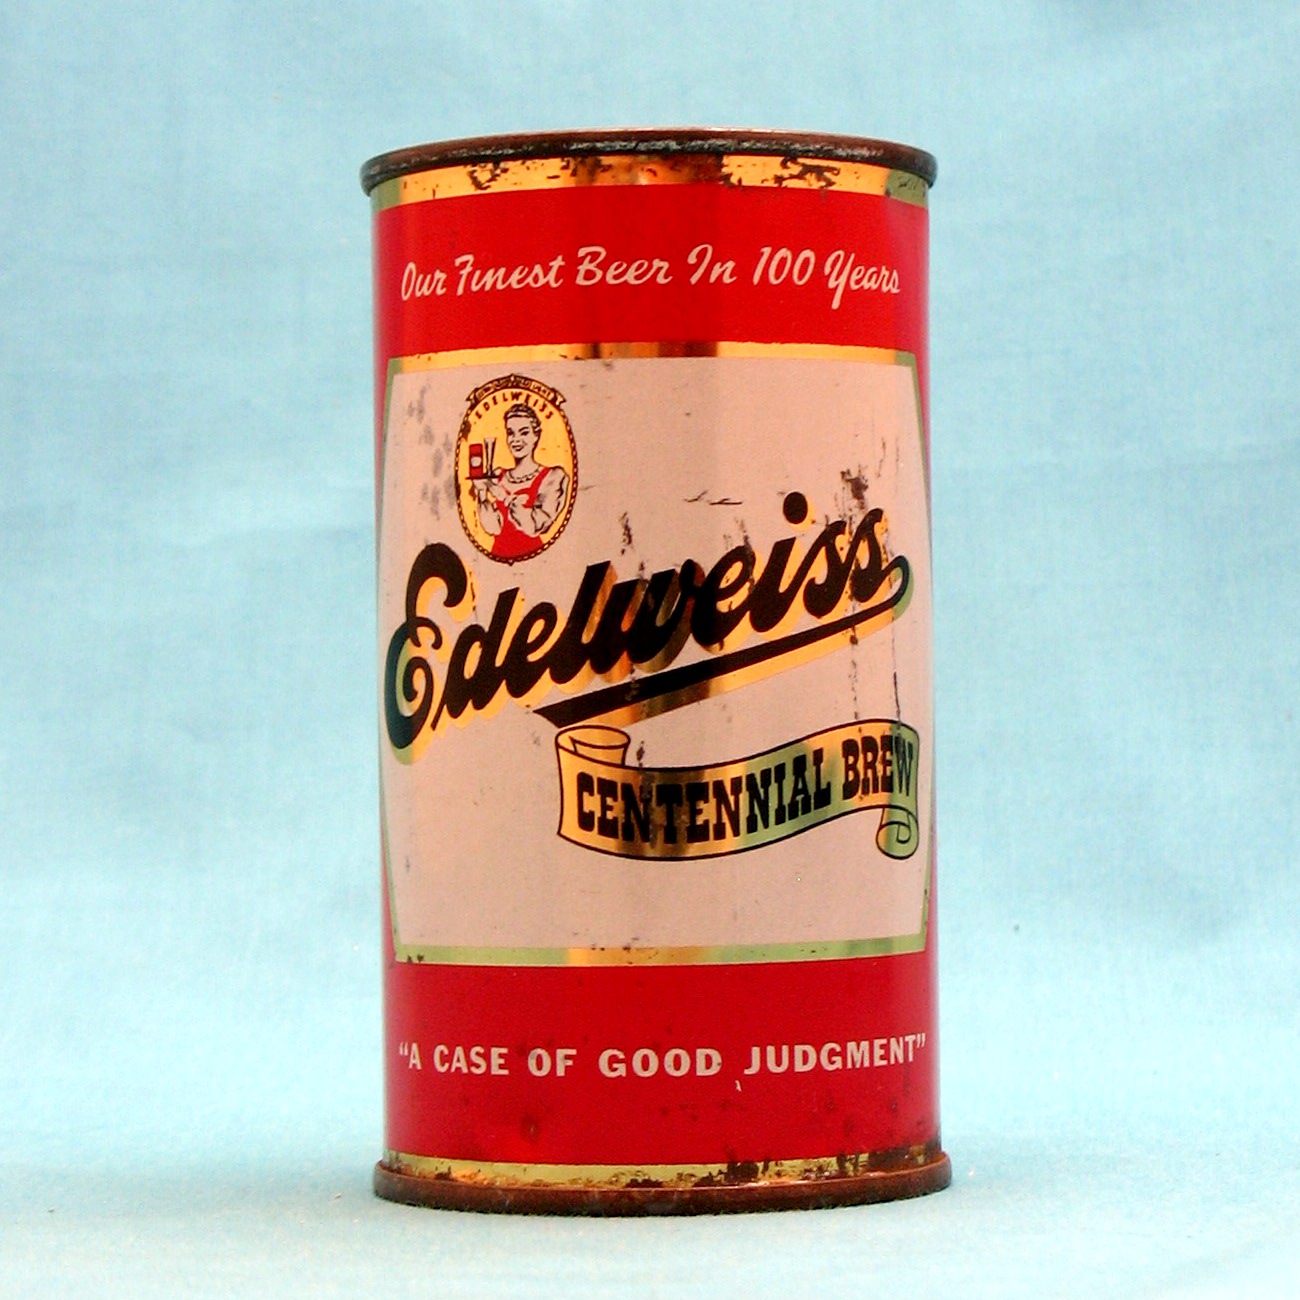 Our Finest Beer In 100 Years
EDELWEISS
Edelweiss
CENTENNIAL BREW
"A CASE OF GOOD JUDGMENT"